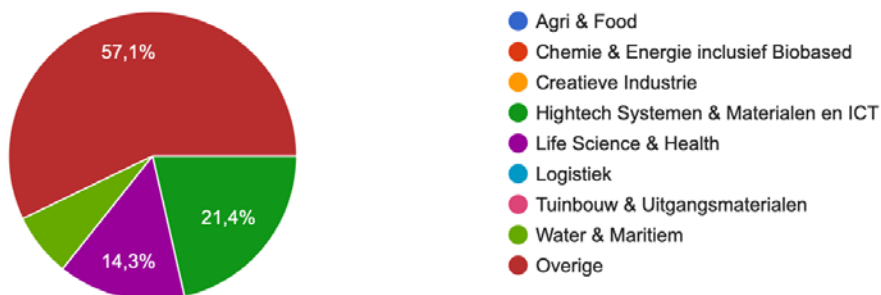 57,1%
21,4%
14,3%
Agri & Food
Chemie & Energie inclusief Biobased
Creatieve Industrie
Hightech Systemen & Materialen en ICT
Life Science & Health
Logistiek
Tuinbouw & Uitgangsmaterialen
Water & Maritiem
Overige